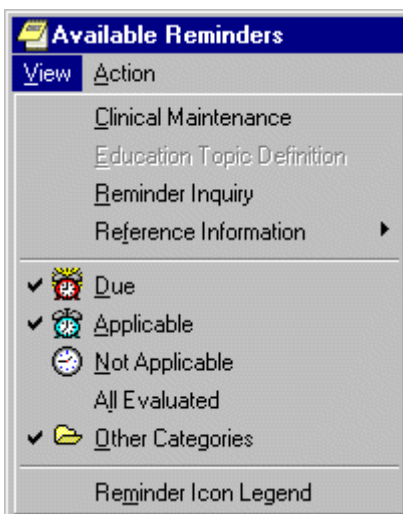 Available Reminders
View Action
Clinical Maintenance
Education Topic Definition
Reminder Inquiry
Reference Information
Due
Applicable
Not Applicable
All Evaluated
Other Categories
Reminder Icon Legend